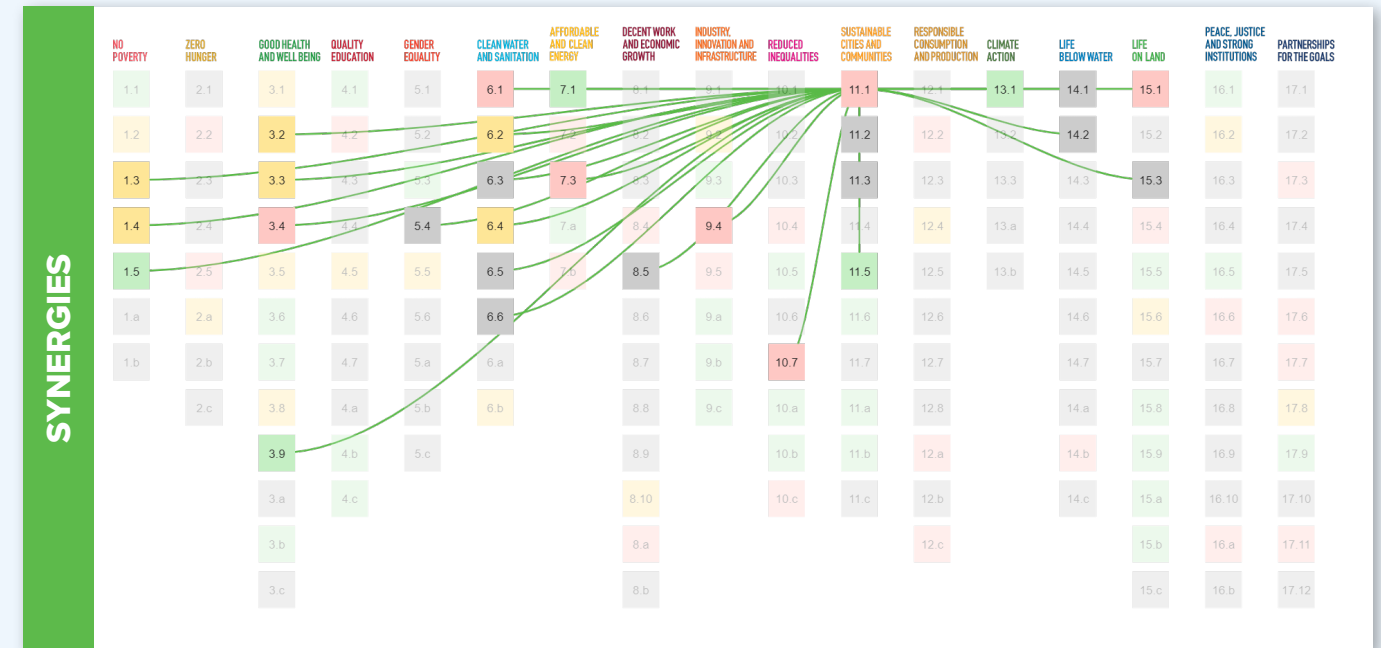 SYNERGIES
NO
POVERTY
ZERO
HUNGER
GOOD HEALTH
AND WELL BEING
QUALITY
EDUCATION
GENDER
EQUALITY
CLEAN WATER
AND SANITATION
AFFORDABLE
AND CLEAN
ENERGY
DECENT WORK
AND ECONOMIC
GROWTH
INDUSTRY,
INNOVATION AND
INFRASTRUCTURE
REDUCED
INEQUALITIES
SUSTAINABLE
CITIES AND
COMMUNITIES
RESPONSIBLE
CONSUMPTION
AND PRODUCTION
CLIMATE
ACTION
LIFE
BELOW WATER
LIFE
ON LAND
PEACE, JUSTICE
AND STRONG
INSTITUTIONS
PARTNERSHIPS
FOR THE GOALS
1.1 2.1 3.1 4.1 5.1 6.1 7.1 8.1 9.1 10.1 11.1 12.1 13.1 14.1 15.1 16.1 17.1
1.2 2.2 3.2 4.2 5.2 6.2 7.2 8.2 9.2 10.2 11.2 12.2 13.2 14.2 15.2 16.2 17.2
1.3 2.3 3.3 4.3 5.3 6.3 7.3 8.3 9.3 10.3 11.3 12.3 13.3 14.3 15.3 16.3 17.3
1.4 2.4 3.4 4.4 5.4 6.4 7.a 8.4 9.4 10.4 11.4 12.4 13.a 14.4 15.4 16.4 17.4
1.5 2.5 3.5 4.5 5.5 6.5 7.b 8.5 9.5 10.5 11.5 12.5 13.b 14.5 15.5 16.5 17.5
1.a 2.a 3.6 4.6 5.6 6.6 8.6 9.a 10.6 11.6 12.6 14.6 15.6 16.6 17.6
1.b 2.b 3.7 4.7 5.a 6.a 8.7 9.b 10.7 11.7 12.7 14.7 15.7 16.7 17.7
2.c 3.8 4.a 5.b 6.b 8.8 9.c 10.a 11.a 12.8 14.a 15.8 16.8 17.8
3.9 4.b 5.c 8.9 10.b 11.b 12.a 14.b 15.9 16.9 17.9
3.a 4.c 8.10 10.c 11.c 12.b 14.c 15.a 16.10 17.10
3.b 8.a 12.c 15.b 16.a 17.11
3.c 8.b 15.c 16.b 17.12